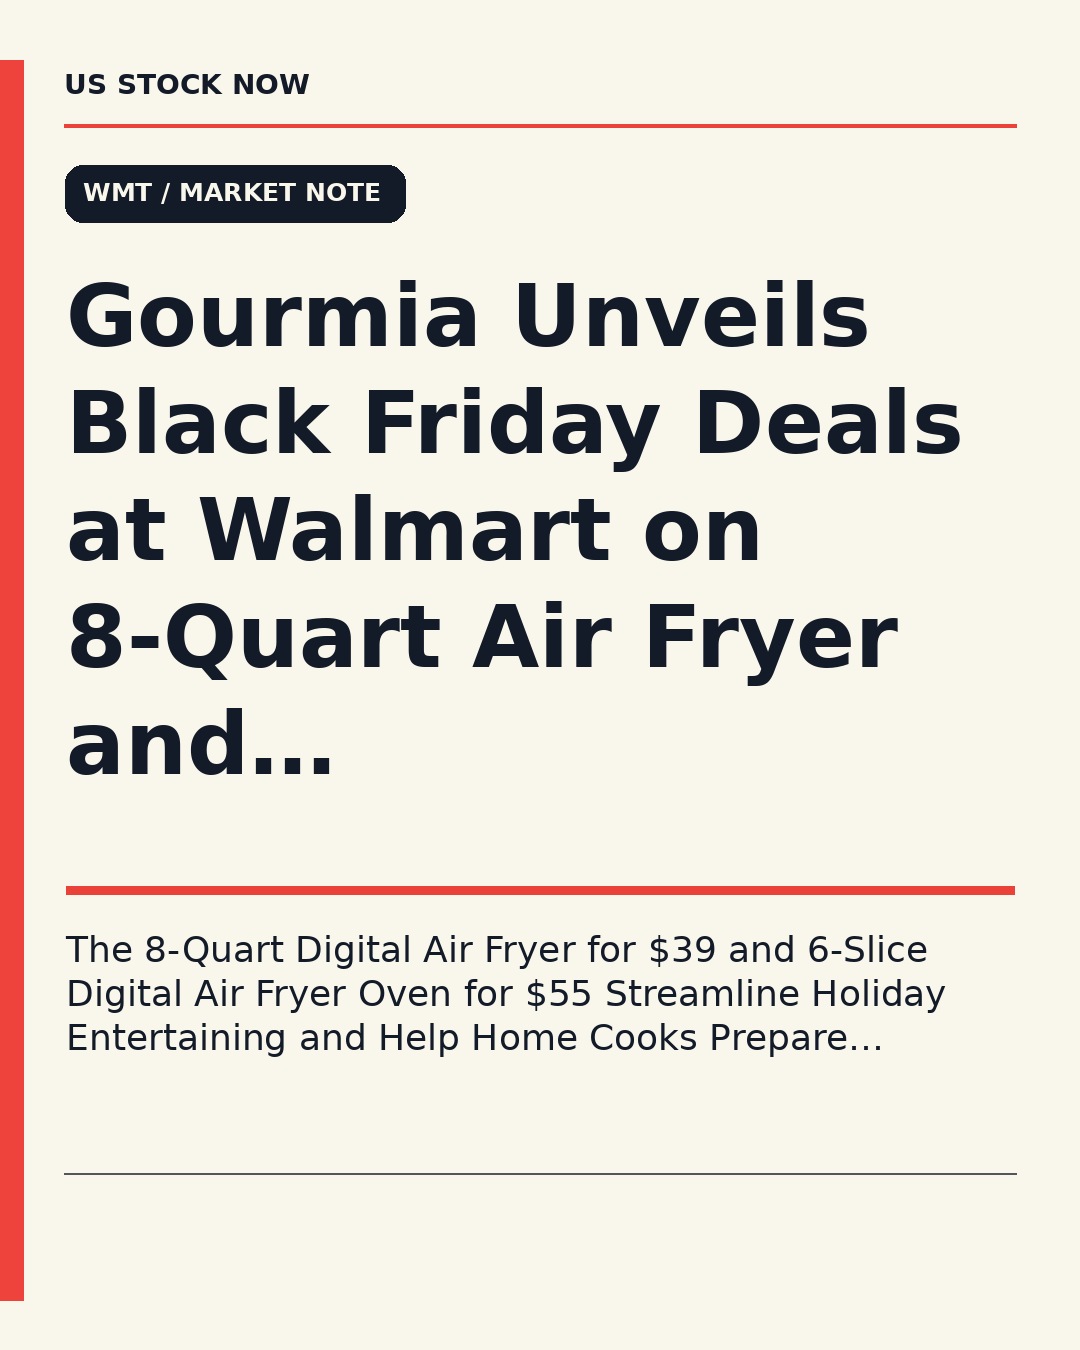 US STOCK NOW
WMT / MARKET NOTE
Gourmia Unveils
Black Friday Deals
at Walmart on
8-Quart Air Fryer
and…
The 8-Quart Digital Air Fryer for $39 and 6-Slice
Digital Air Fryer Oven for $55 Streamline Holiday
Entertaining and Help Home Cooks Prepare…